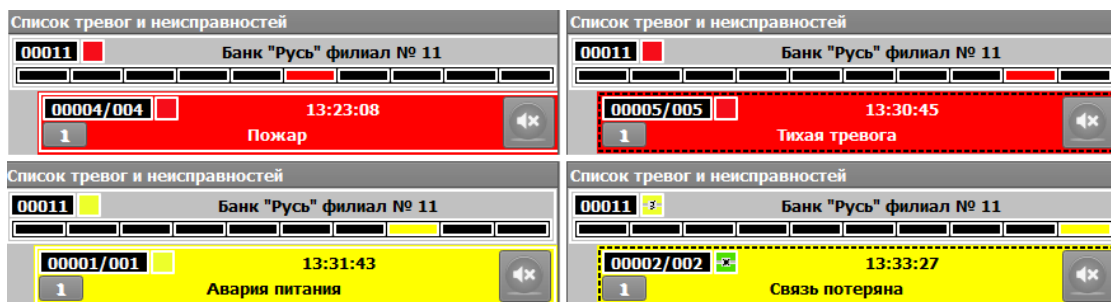 Список тревог и неисправностей
00011 Банк "Русь" филиал № 11
00004/004 13:23:08
1 Пожар
Список тревог и неисправностей
00011 Банк "Русь" филиал № 11
00005/005 13:30:45
1 Тихая тревога
Список тревог и неисправностей
00011 Банк "Русь" филиал № 11
00001/001 13:31:43
1 Авария питания
Список тревог и неисправностей
00011 Банк "Русь" филиал № 11
00002/002 13:33:27
1 Связь потеряна